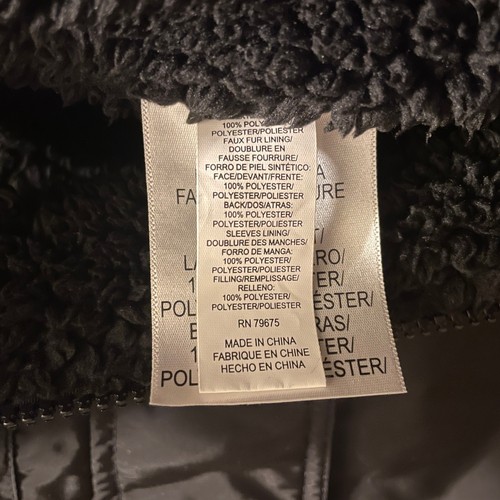 100% POLYESTER/
POLYESTER/POLIESTER
FAUX FUR LINING/
DOUBLURE EN
FAUSSE FOURRURE/
FORRO DE PIEL SINTÉTICO:
FACE/DEVANT/FRENTE:
100% POLYESTER/
POLYESTER/POLIESTER
BACK/DOS/ATRAS:
100% POLYESTER/
POLYESTER/POLIESTER
SLEEVES LINING/
DOUBLURE DES MANCHES/
FORRO DE MANGA:
100% POLYESTER/
POLYESTER/POLIESTER
FILLING/REMPLISSAGE/
RELLENO:
100% POLYESTER/
POLYESTER/POLIESTER
RN 79675
MADE IN CHINA
FABRIQUE EN CHINE
HECHO EN CHINA